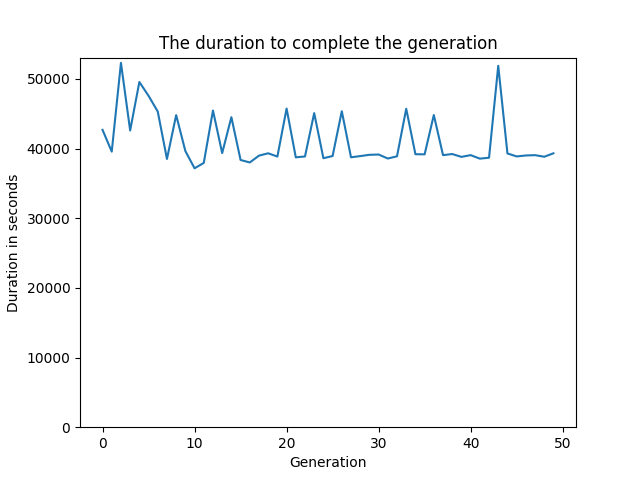 The duration to complete the generation
50000
40000
30000
20000
10000
0
Duration in seconds
0 10 20 30 40 50
Generation